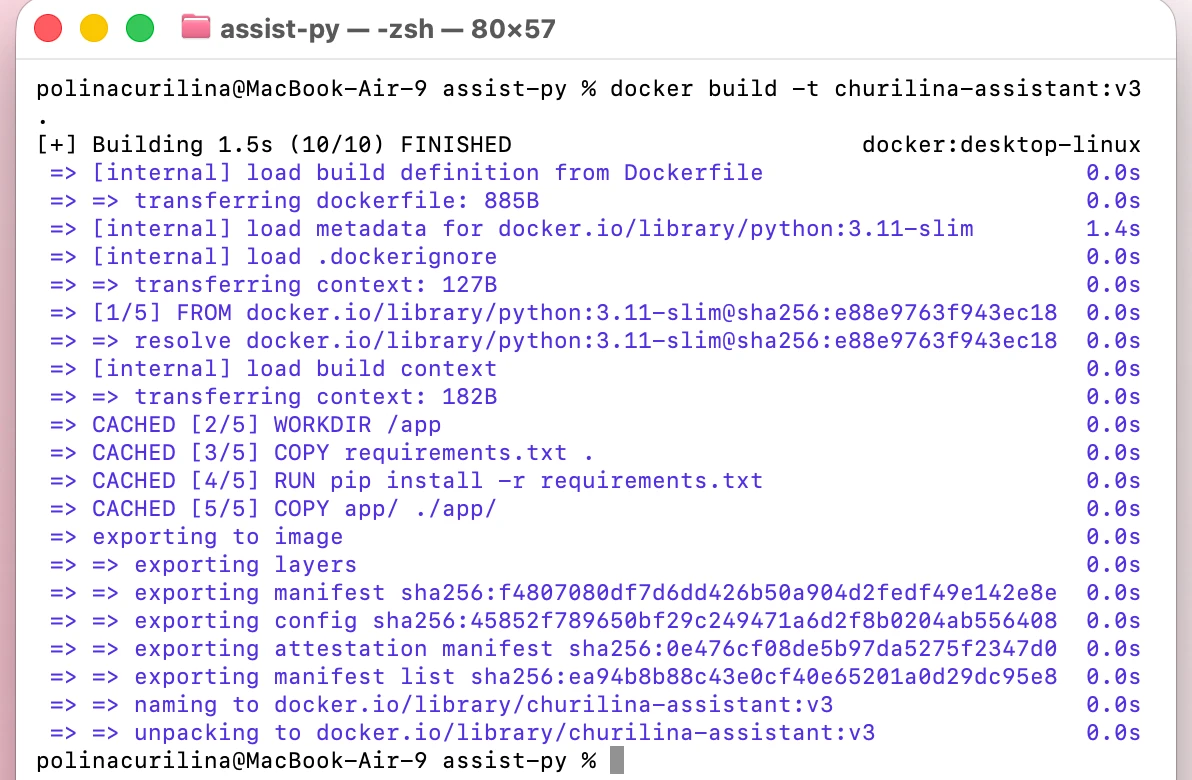 assist-py — -zsh — 80×57
polinacurilina@MacBook-Air-9 assist-py % docker build -t churilina-assistant:v3
.
[+] Building 1.5s (10/10) FINISHED docker:desktop-linux
=> [internal] load build definition from Dockerfile 0.0s
=> => transferring dockerfile: 885B 0.0s
=> [internal] load metadata for docker.io/library/python:3.11-slim 1.4s
=> [internal] load .dockerignore 0.0s
=> => transferring context: 127B 0.0s
=> [1/5] FROM docker.io/library/python:3.11-slim@sha256:e88e9763f943ec18 0.0s
=> => resolve docker.io/library/python:3.11-slim@sha256:e88e9763f943ec18 0.0s
=> [internal] load build context 0.0s
=> => transferring context: 182B 0.0s
=> CACHED [2/5] WORKDIR /app 0.0s
=> CACHED [3/5] COPY requirements.txt . 0.0s
=> CACHED [4/5] RUN pip install -r requirements.txt 0.0s
=> CACHED [5/5] COPY app/ ./app/ 0.0s
=> exporting to image 0.0s
=> => exporting layers 0.0s
=> => exporting manifest sha256:f4807080df7d6dd426b50a904d2fedf49e142e8e 0.0s
=> => exporting config sha256:45852f789650bf29c249471a6d2f8b0204ab556408 0.0s
=> => exporting attestation manifest sha256:0e476cf08de5b97da5275f2347d0 0.0s
=> => exporting manifest list sha256:ea94b8b88c43e0cf40e65201a0d29dc95e8 0.0s
=> => naming to docker.io/library/churilina-assistant:v3 0.0s
=> => unpacking to docker.io/library/churilina-assistant:v3 0.0s
polinacurilina@MacBook-Air-9 assist-py %